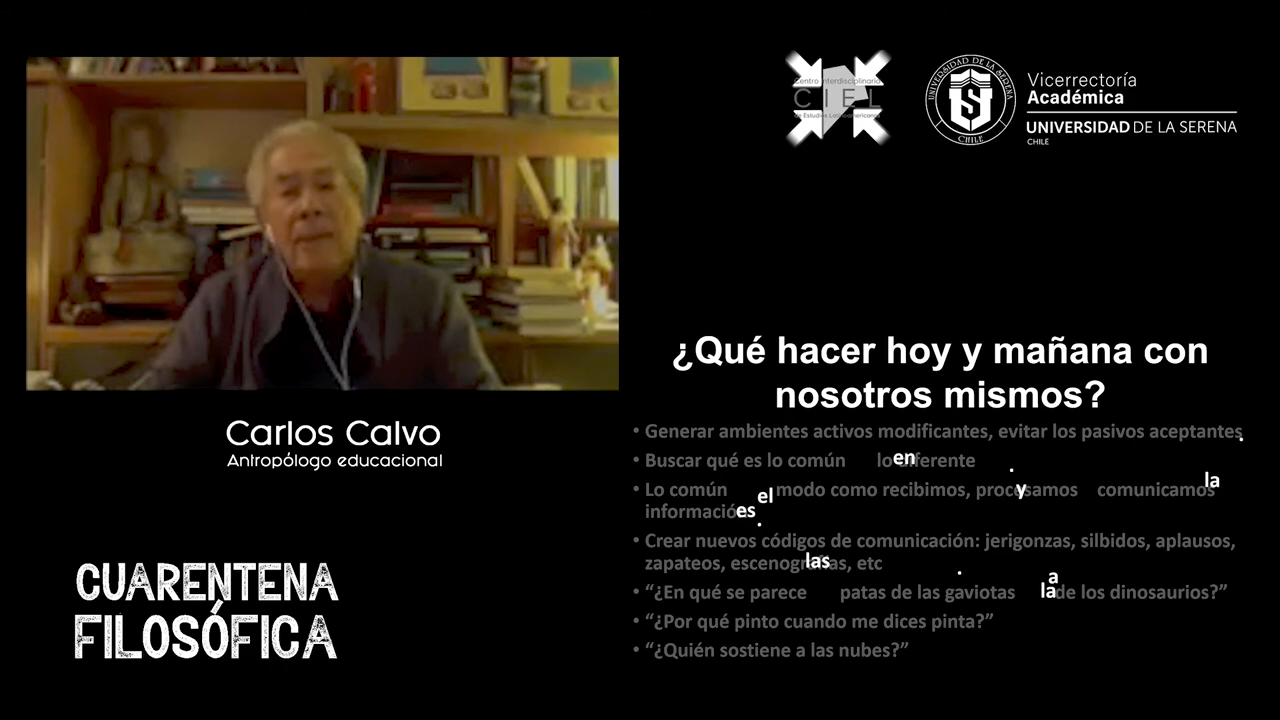 Centro Interdisciplinario
CIEL
de Estudios Latinoamericanos
UNIVERSIDAD DE LA SERENA
CHILE
Vicerrectoría
Académica
UNIVERSIDAD DE LA SERENA
CHILE
¿Qué hacer hoy y mañana con
nosotros mismos?
• Generar ambientes activos modificantes, evitar los pasivos aceptantes.
• Buscar qué es lo común en lo diferente.
• Lo común es el modo como recibimos, procesamos y comunicamos la
información.
• Crear nuevos códigos de comunicación: jerigonzas, silbidos, aplausos,
zapateos, escenografías, etc.
• “¿En qué se parece las patas de las gaviotas a la de los dinosaurios?”
• “¿Por qué pinto cuando me dices pinta?”
• “¿Quién sostiene a las nubes?”
Carlos Calvo
Antropólogo educacional
CUARENTENA
FILOSÓFICA